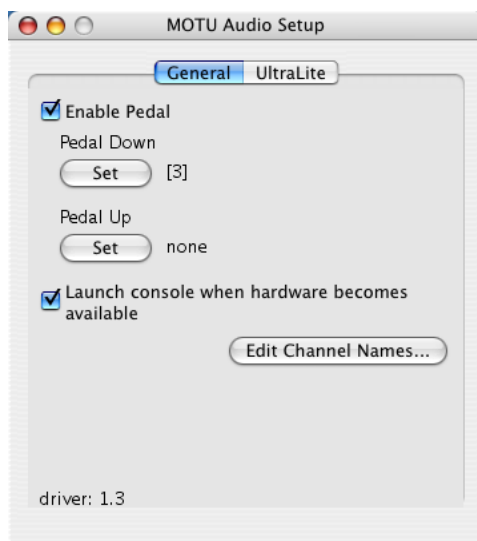 MOTU Audio Setup
General UltraLite
Enable Pedal
Pedal Down
Set [3]
Pedal Up
Set none
Launch console when hardware becomes
available
Edit Channel Names...
driver: 1.3